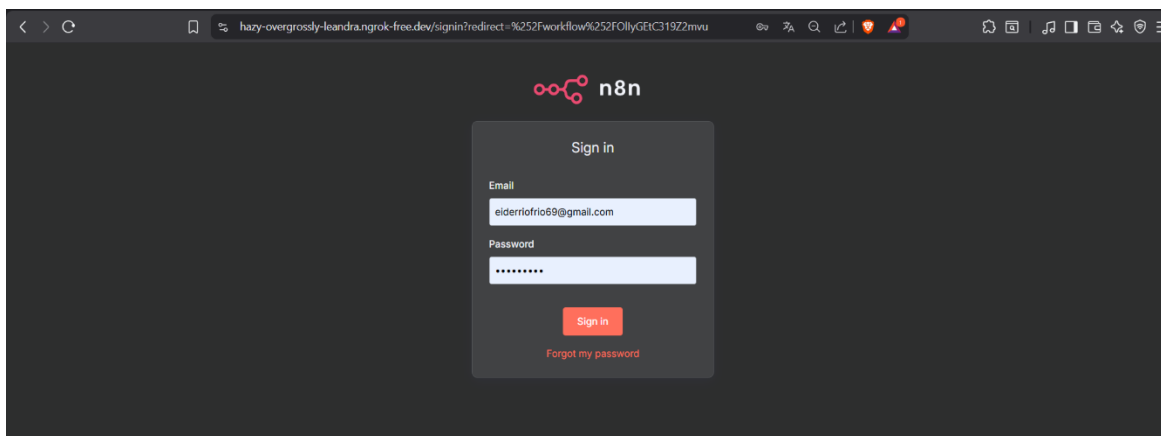 hazy-overgrossly-leandra.ngrok-free.dev/signin?redirect=%252Fworkflow%252FOlIyGEtC319Z2mvu
n8n
Sign in
Email
eiderriofrio69@gmail.com
Password
•••••••••
Sign in
Forgot my password